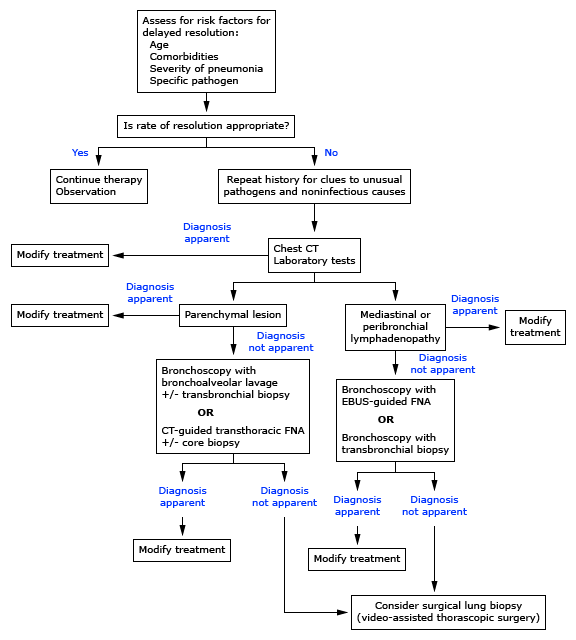 Assess for risk factors for
delayed resolution:
Age
Comorbidities
Severity of pneumonia
Specific pathogen
Is rate of resolution appropriate?
Yes
No
Continue therapy
Observation
Repeat history for clues to unusual
pathogens and noninfectious causes
Diagnosis
apparent
Modify treatment
Chest CT
Laboratory tests
Diagnosis
apparent
Modify treatment
Parenchymal lesion
Mediastinal or
peribronchial
lymphadenopathy
Diagnosis
apparent
Modify
treatment
Diagnosis
not apparent
Diagnosis
not apparent
Bronchoscopy with
bronchoalveolar lavage
+/- transbronchial biopsy
OR
CT-guided transthoracic FNA
+/- core biopsy
Bronchoscopy with
EBUS-guided FNA
OR
Bronchoscopy with
transbronchial biopsy
Diagnosis
apparent
Diagnosis
not apparent
Diagnosis
apparent
Diagnosis
not apparent
Modify treatment
Modify treatment
Consider surgical lung biopsy
(video-assisted thorascopic surgery)